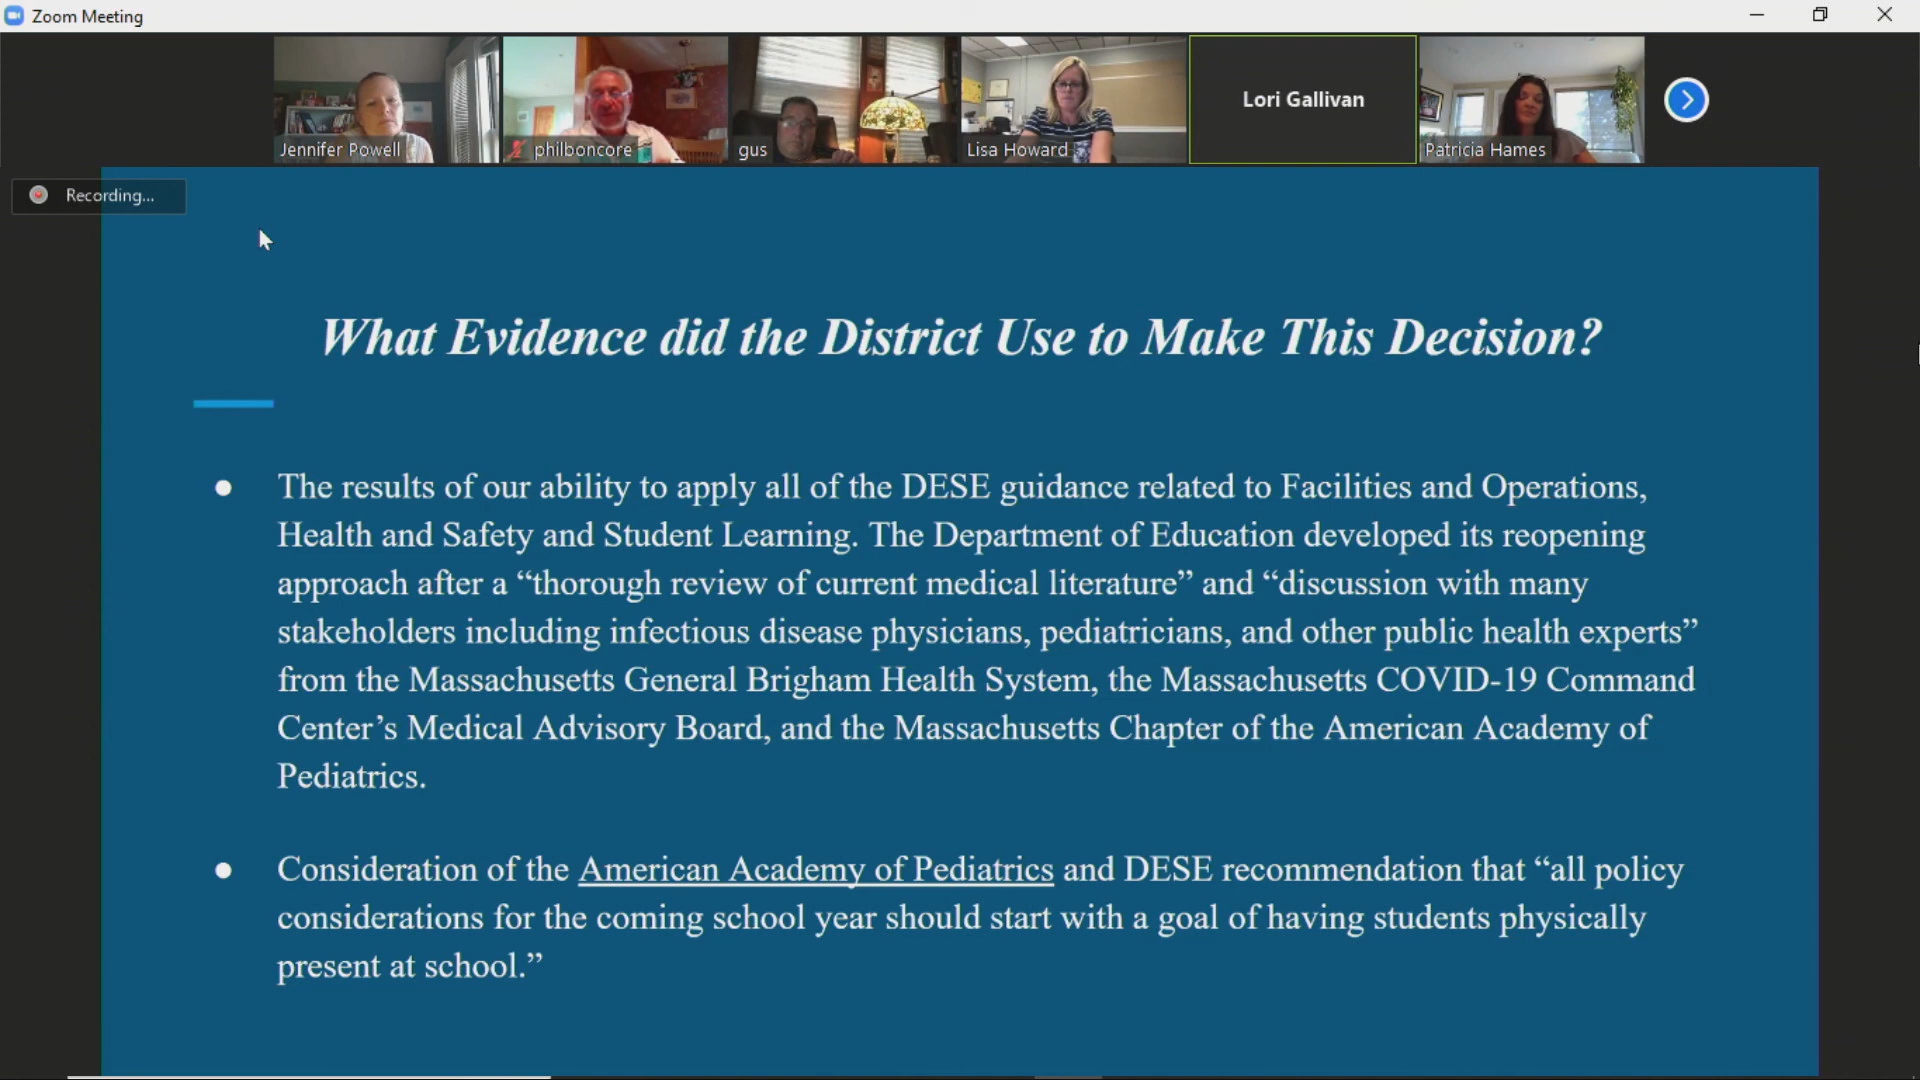 Zoom Meeting
Jennifer Powell
philboncore
gus
Lisa Howard
Lori Gallivan
Patricia Hames
Recording...
What Evidence did the District Use to Make This Decision?
● The results of our ability to apply all of the DESE guidance related to Facilities and Operations,
Health and Safety and Student Learning. The Department of Education developed its reopening
approach after a “thorough review of current medical literature” and “discussion with many
stakeholders including infectious disease physicians, pediatricians, and other public health experts”
from the Massachusetts General Brigham Health System, the Massachusetts COVID-19 Command
Center’s Medical Advisory Board, and the Massachusetts Chapter of the American Academy of
Pediatrics.
● Consideration of the American Academy of Pediatrics and DESE recommendation that “all policy
considerations for the coming school year should start with a goal of having students physically
present at school.”